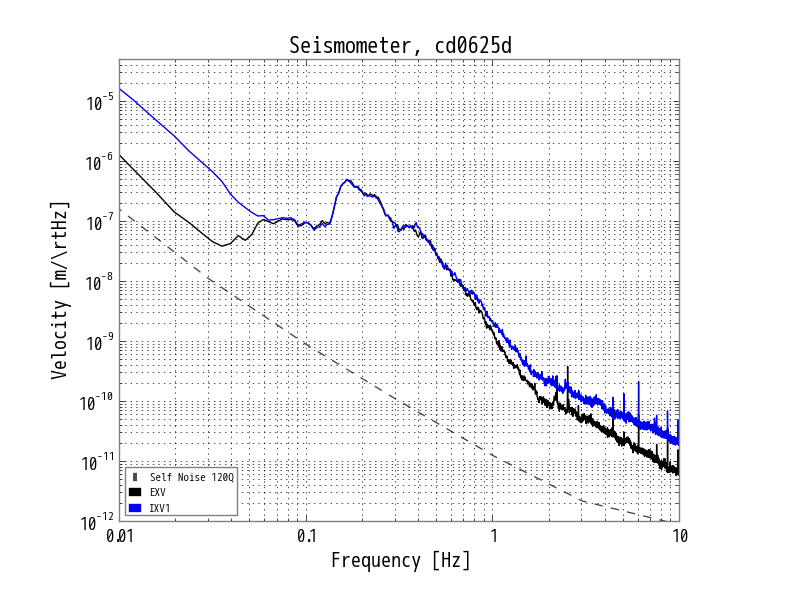 Seismometer, cd0625d
Velocity [m/\rtHz]
10-5
10-6
10-7
10-8
10-9
10-10
10-11
10-12
Self Noise 120Q
EXV
IXV1
0.01 0.1 1 10
Frequency [Hz]